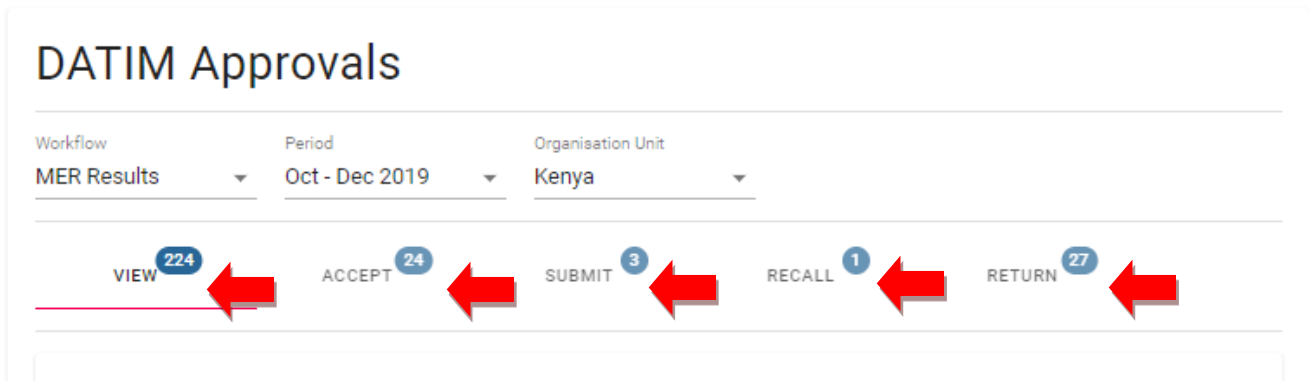 DATIM Approvals
Workflow Period Organisation Unit
MER Results Oct - Dec 2019 Kenya
VIEW 224 ACCEPT 24 SUBMIT 3 RECALL 1 RETURN 27